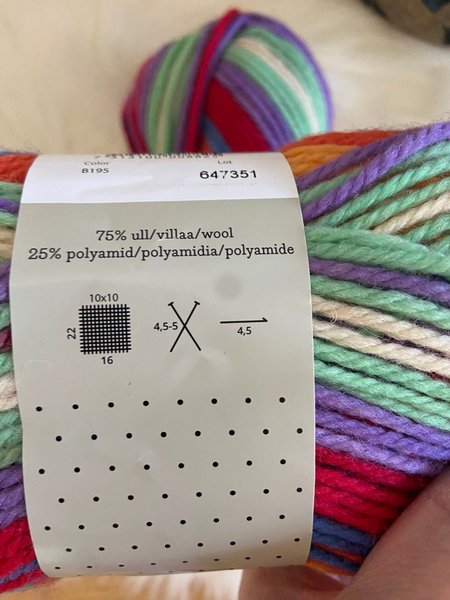 Color
Lot
B195
647351
75% ull/villaa/wool
25% polyamid/polyamidia/polyamide
10x10
22
16
4,5-5
4,5